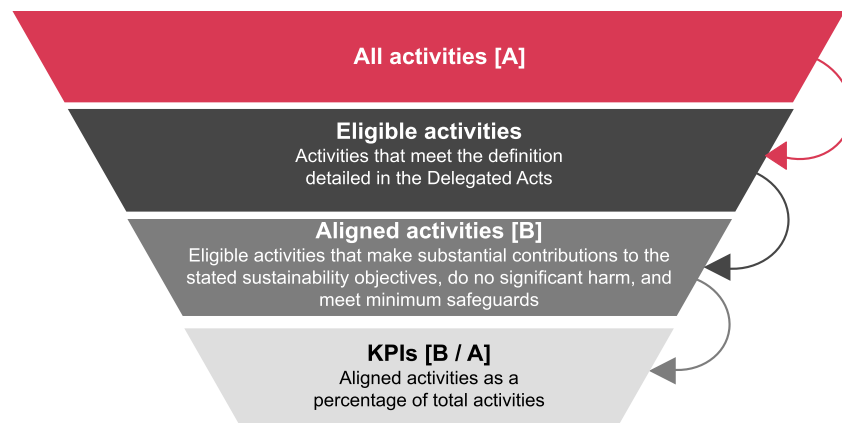 All activities [A]
Eligible activities
Activities that meet the definition
detailed in the Delegated Acts
Aligned activities [B]
Eligible activities that make substantial contributions to the
stated sustainability objectives, do no significant harm, and
meet minimum safeguards
KPIs [B / A]
Aligned activities as a
percentage of total activities